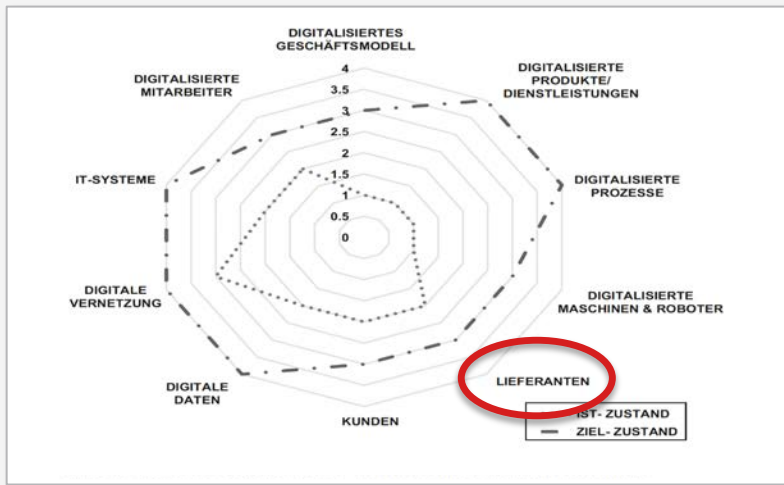 DIGITALISIERTES
GESCHÄFTSMODELL
DIGITALISIERTE
PRODUKTE/
DIENSTLEISTUNGEN
DIGITALISIERTE
PROZESSE
DIGITALISIERTE
MASCHINEN & ROBOTER
LIEFERANTEN
KUNDEN
DIGITALE
DATEN
DIGITALE
VERNETZUNG
IT-SYSTEME
DIGITALISIERTE
MITARBEITER
4
3.5
3
2.5
2
1.5
1
0.5
0
IST- ZUSTAND
ZIEL- ZUSTAND